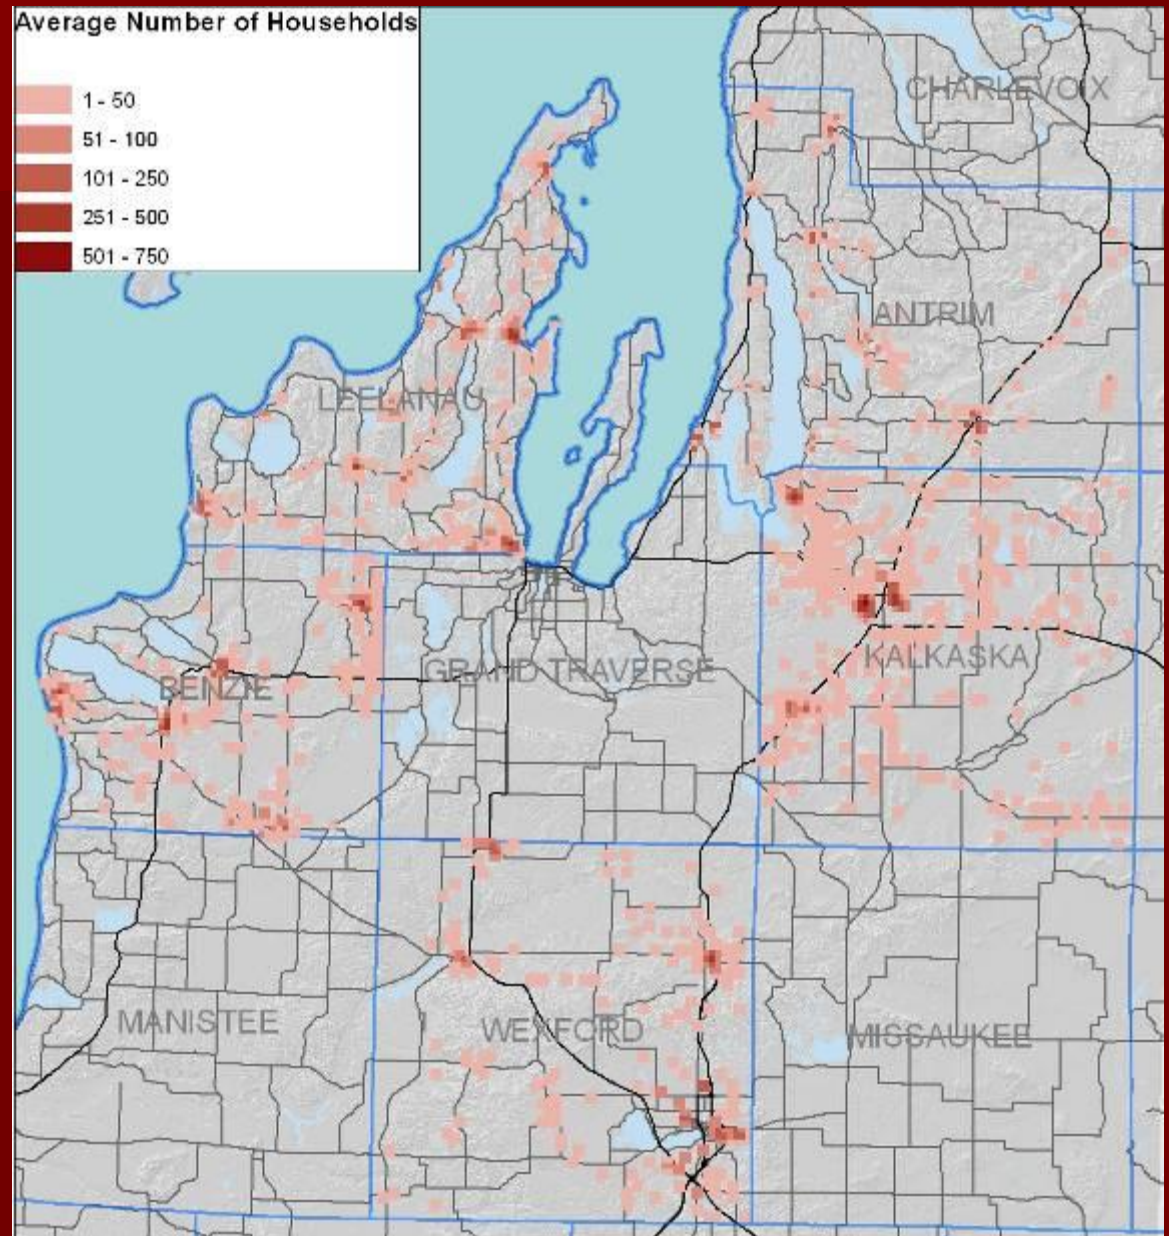 Average Number of Households
1 - 50
51 - 100
101 - 250
251 - 500
501 - 750
CHARLEVOIX
ANTRIM
LEELANAU
GRAND TRAVERSE
KALKASKA
BENZIE
MANISTEE
WEXFORD
MISSAUKEE